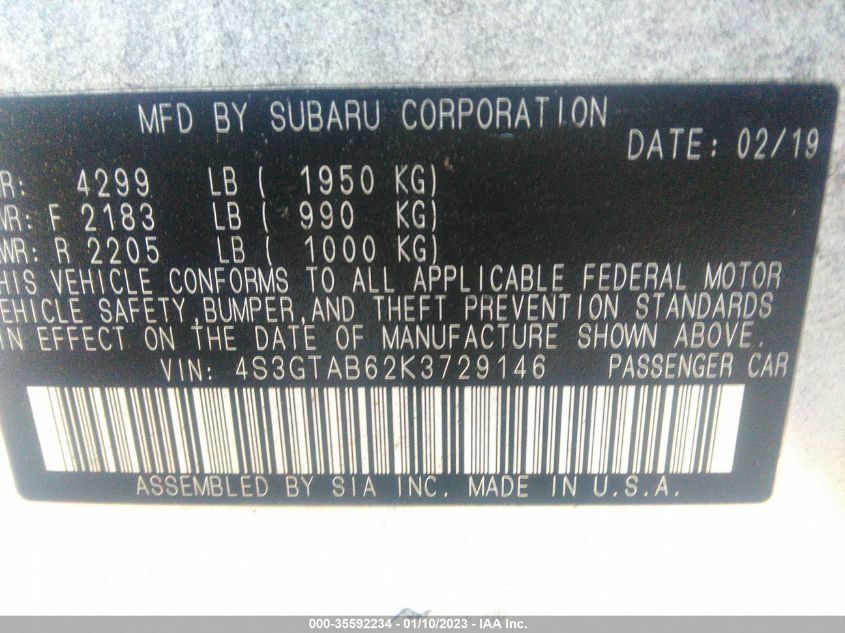 MFD BY SUBARU CORPORATION
DATE: 02/19
R: 4299 LB ( 1950 KG)
WR: F 2183 LB ( 990 KG)
WR: R 2205 LB ( 1000 KG)
HIS VEHICLE CONFORMS TO ALL APPLICABLE FEDERAL MOTOR
EHICLE SAFETY,BUMPER,AND THEFT PREVENTION STANDARDS
IN EFFECT ON THE DATE OF MANUFACTURE SHOWN ABOVE.
VIN: 4S3GTAB62K3729146 PASSENGER CAR
ASSEMBLED BY SIA INC. MADE IN U.S.A.
000-35592234 - 01/10/2023 - IAA Inc.